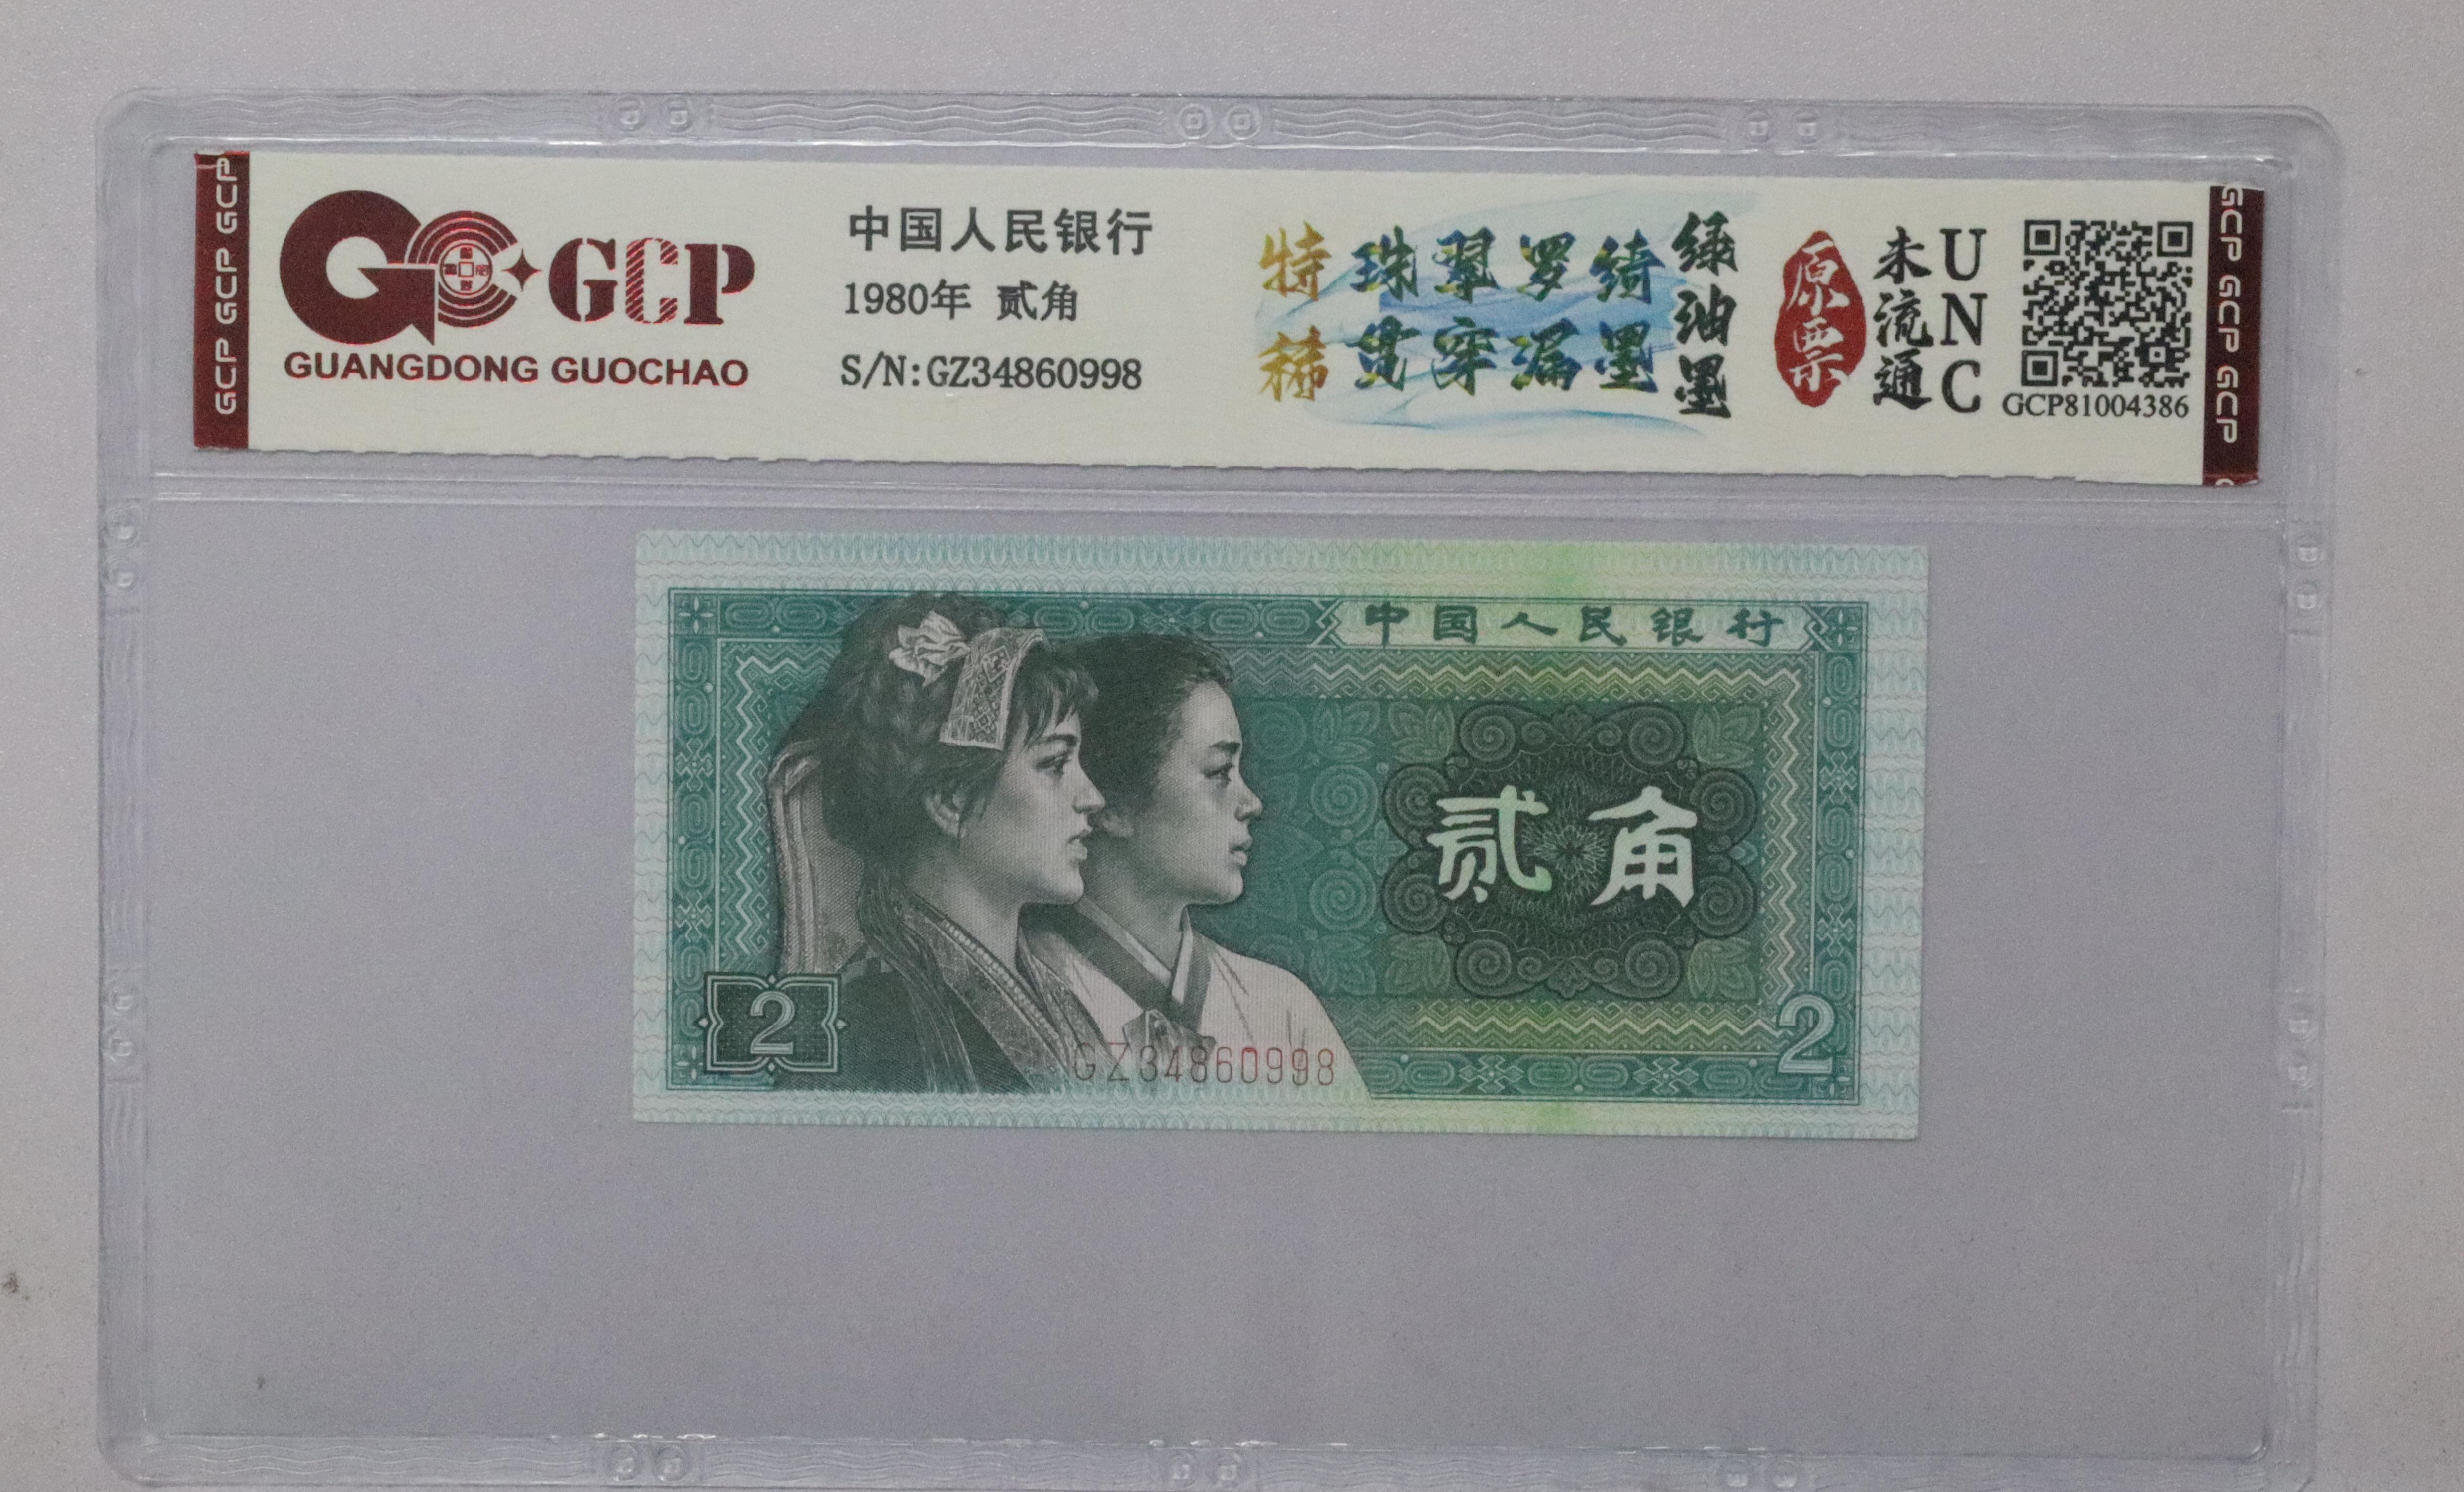 GCP GCP GCP
GCP
GUANGDONG GUOCHAO
中国人民银行
1980年 贰角
S/N:GZ34860998
特稀
珠翠罗绮
贯穿漏墨
绿油墨
原票
未流通
UNC
GCP81004386
GCP GCP GCP
中国人民银行
贰角
2
GZ34860998
2